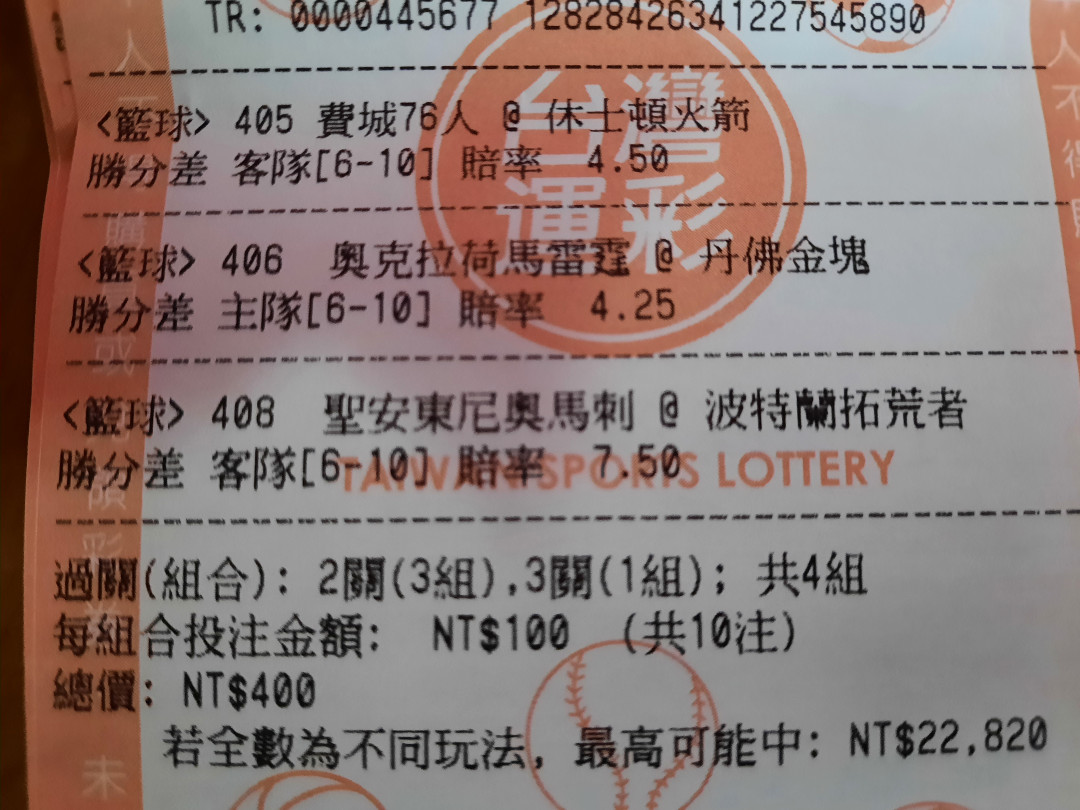 TR: 0000445677 12828426341227545890
<籃球> 405 費城76人 @ 休士頓火箭
勝分差 客隊[6-10] 賠率 4.50
台灣
運彩
<籃球> 406 奧克拉荷馬雷霆 @ 丹佛金塊
勝分差 主隊[6-10] 賠率 4.25
<籃球> 408 聖安東尼奧馬刺 @ 波特蘭拓荒者
勝分差 客隊[6-10] 賠率 7.50
TAIWAN SPORTS LOTTERY
過關(組合): 2關(3組),3關(1組); 共4組
每組合投注金額: NT$100 (共10注)
總價: NT$400
若全數為不同玩法, 最高可能中: NT$22,820